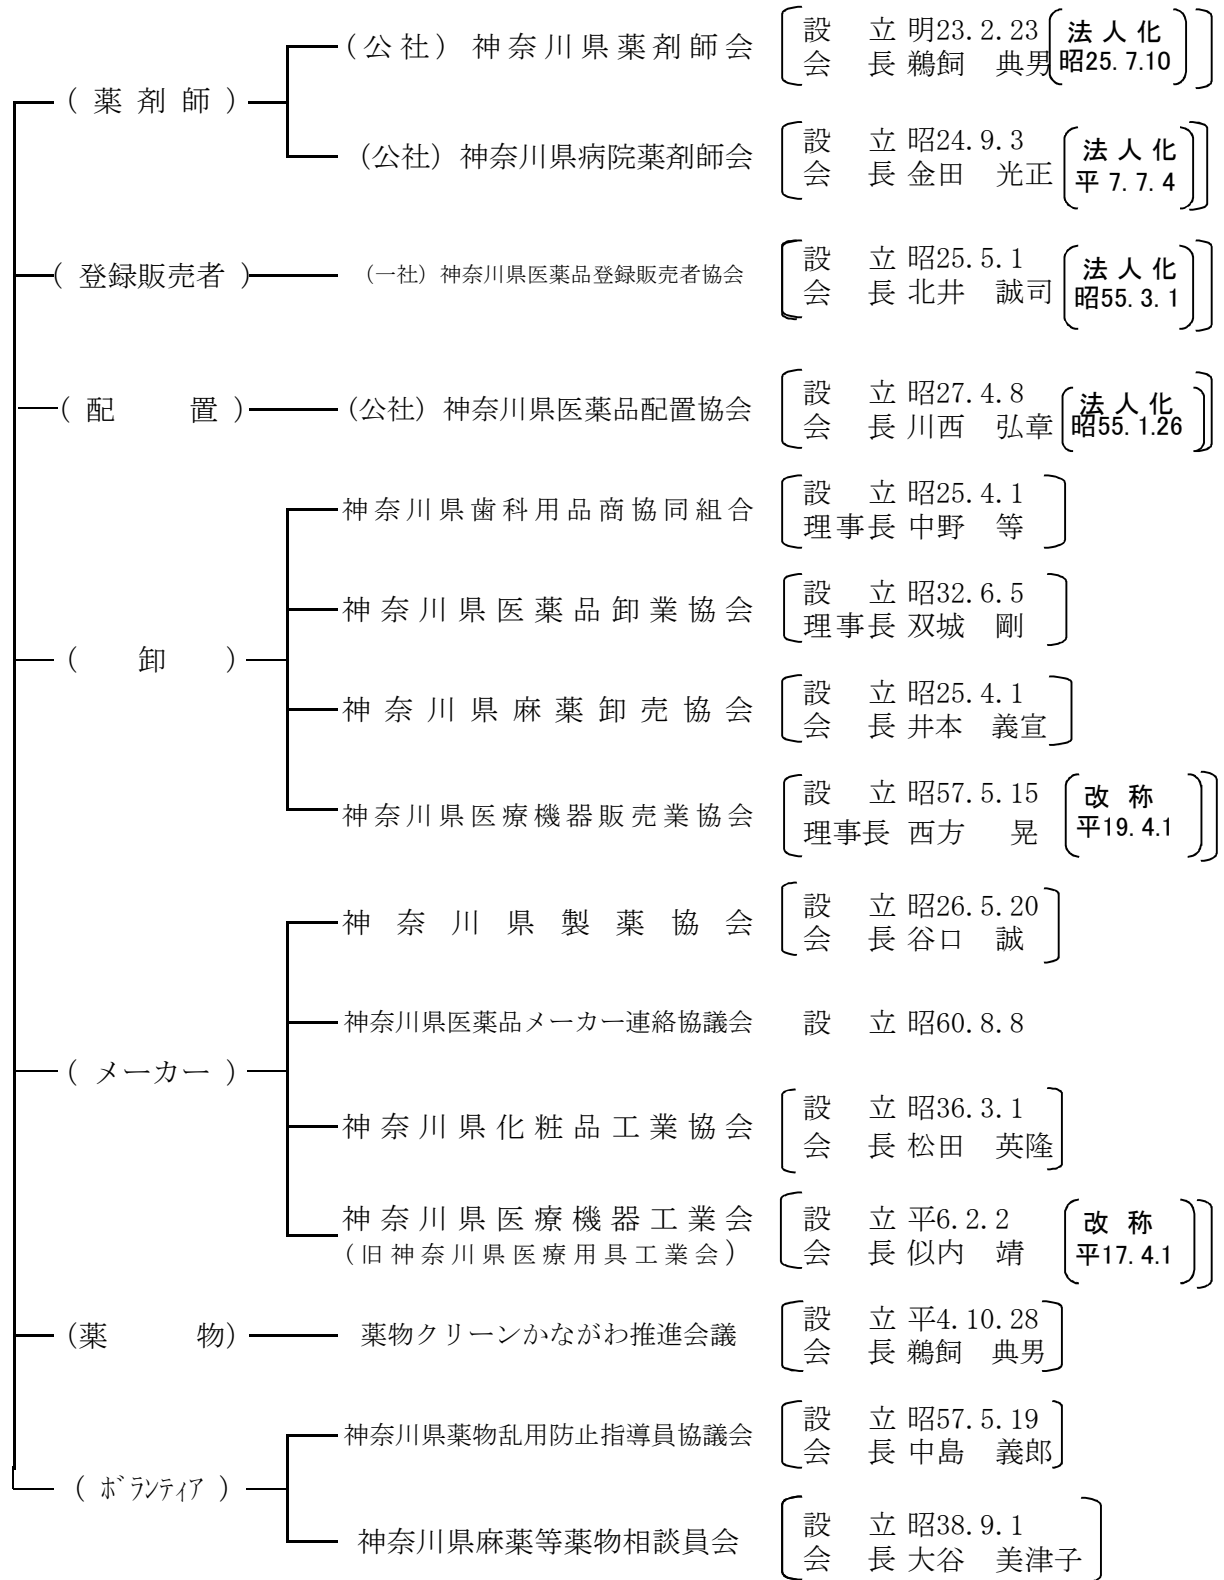 (薬剤師)
(公社) 神奈川県薬剤師会
設 立 明23.2.23
会 長 鵜飼 典男
法人化
昭25.7.10
(公社) 神奈川県病院薬剤師会
設 立 昭24.9.3
会 長 金田 光正
法人化
平 7.7.4
(登録販売者)
(一社) 神奈川県医薬品登録販売者協会
設 立 昭25.5.1
会 長 北井 誠司
法人化
昭55.3.1
(配 置)
(公社) 神奈川県医薬品配置協会
設 立 昭27.4.8
会 長 川西 弘章
法人化
昭55.1.26
(卸)
神奈川県歯科用品商協同組合
設 立 昭25.4.1
理事長 中野 等
神奈川県医薬品卸業協会
設 立 昭32.6.5
理事長 双城 剛
神奈川県麻薬卸売協会
設 立 昭25.4.1
会 長 井本 義宣
神奈川県医療機器販売業協会
設 立 昭57.5.15
理事長 西方 晃
改 称
平19.4.1
(メーカー)
神奈川県製薬協会
設 立 昭26.5.20
会 長 谷口 誠
神奈川県医薬品メーカー連絡協議会
設 立 昭60.8.8
神奈川県化粧品工業協会
設 立 昭36.3.1
会 長 松田 英隆
神奈川県医療機器工業会
(旧神奈川県医療用具工業会)
設 立 平6.2.2
会 長 似内 靖
改 称
平17.4.1
(薬 物)
薬物クリーンかながわ推進会議
設 立 平4.10.28
会 長 鵜飼 典男
(ボランティア)
神奈川県薬物乱用防止指導員協議会
設 立 昭57.5.19
会 長 中島 義郎
神奈川県麻薬等薬物相談員会
設 立 昭38.9.1
会 長 大谷 美津子